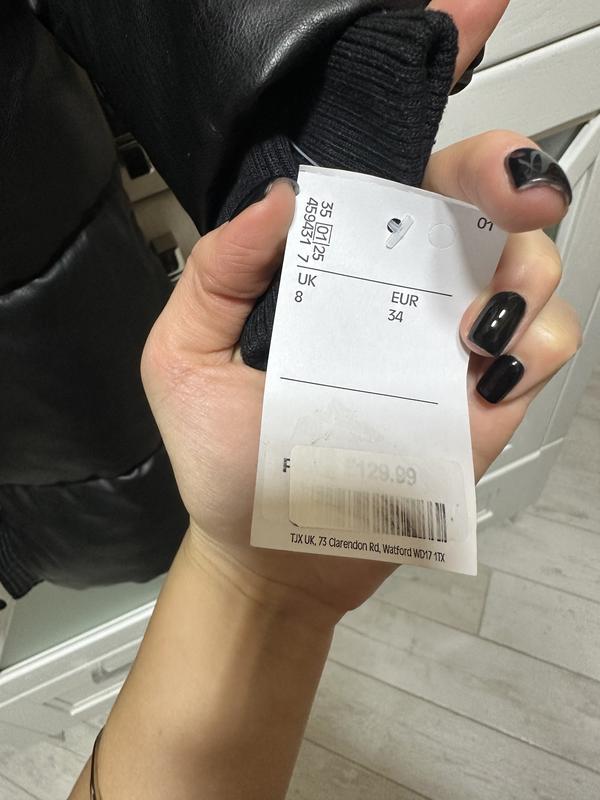 35 01 25
459431 7
01
UK
8
EUR
34
£129.99
TJX UK, 73 Clarendon Rd, Watford WD17 1TX